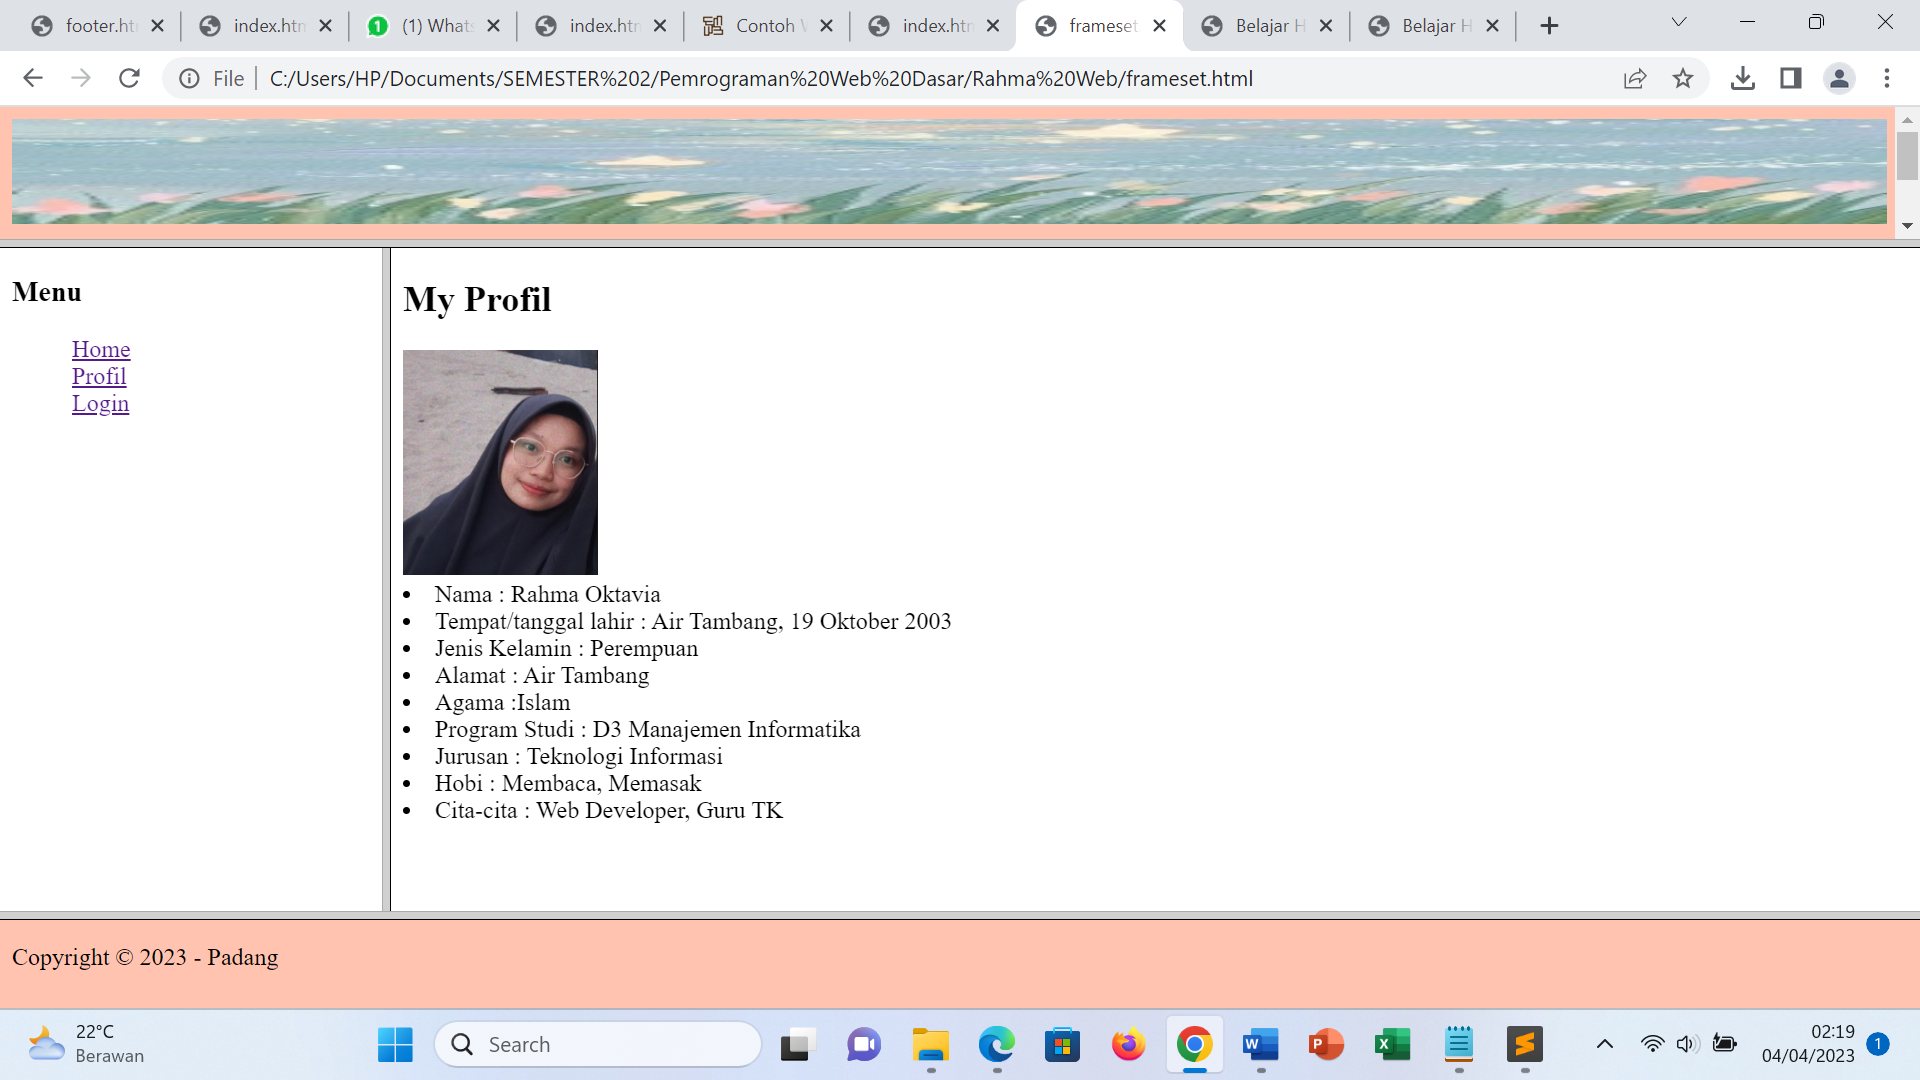 footer.htm
index.htm
(1) Whats
index.htm
Contoh
index.htm
frameset
Belajar H
Belajar H
File
C:/Users/HP/Documents/SEMESTER%202/Pemrograman%20Web%20Dasar/Rahma%20Web/frameset.html
Menu
Home
Profil
Login
My Profil
Nama : Rahma Oktavia
Tempat/tanggal lahir : Air Tambang, 19 Oktober 2003
Jenis Kelamin : Perempuan
Alamat : Air Tambang
Agama :Islam
Program Studi : D3 Manajemen Informatika
Jurusan : Teknologi Informasi
Hobi : Membaca, Memasak
Cita-cita : Web Developer, Guru TK
Copyright © 2023 - Padang
22°C
Berawan
Search
02:19
04/04/2023
1